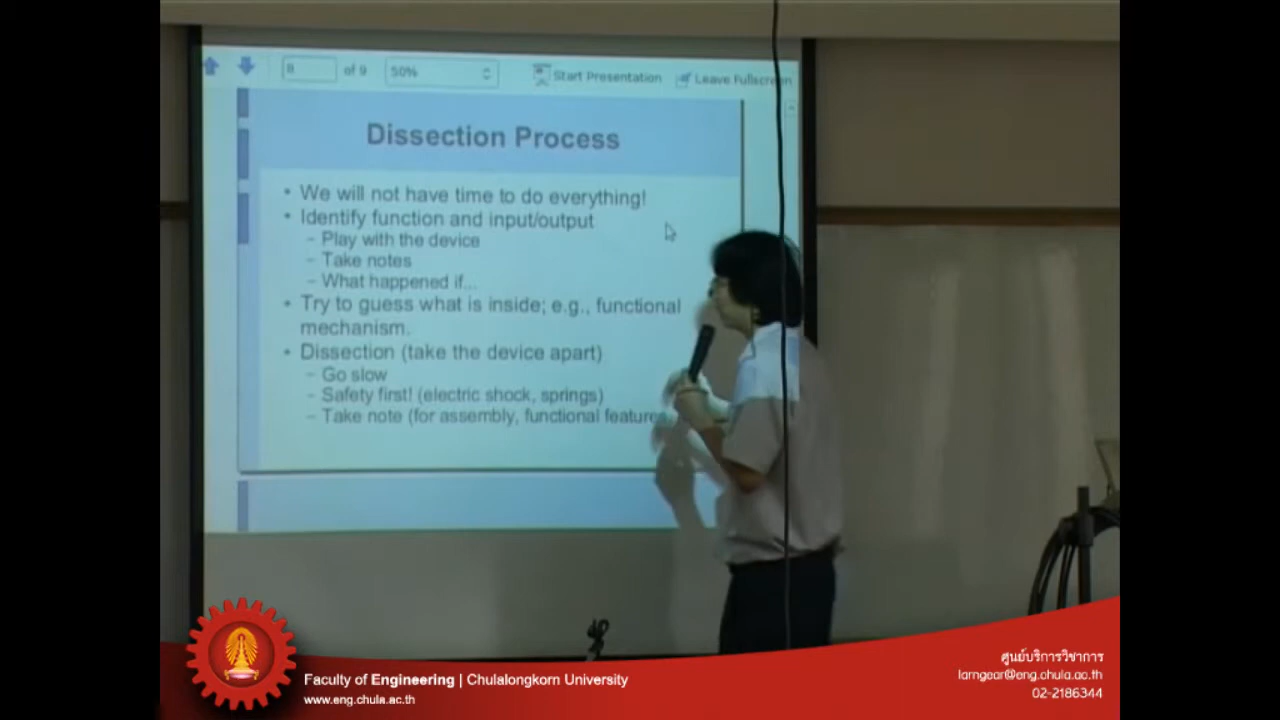 8 of 9 50% Start Presentation Leave Fullscreen
Dissection Process
• We will not have time to do everything!
• Identify function and input/output
– Play with the device
– Take notes
– What happened if...
• Try to guess what is inside; e.g., functional
mechanism.
• Dissection (take the device apart)
– Go slow
– Safety first! (electric shock, springs)
– Take note (for assembly, functional feature
Faculty of Engineering | Chulalongkorn University
www.eng.chula.ac.th
ศูนย์บริการวิชาการ
larngear@eng.chula.ac.th
02-2186344